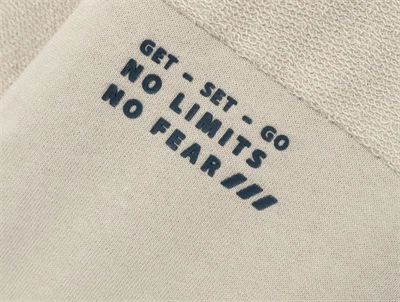 GET - SET - GO
NO LIMITS
NO FEAR ///